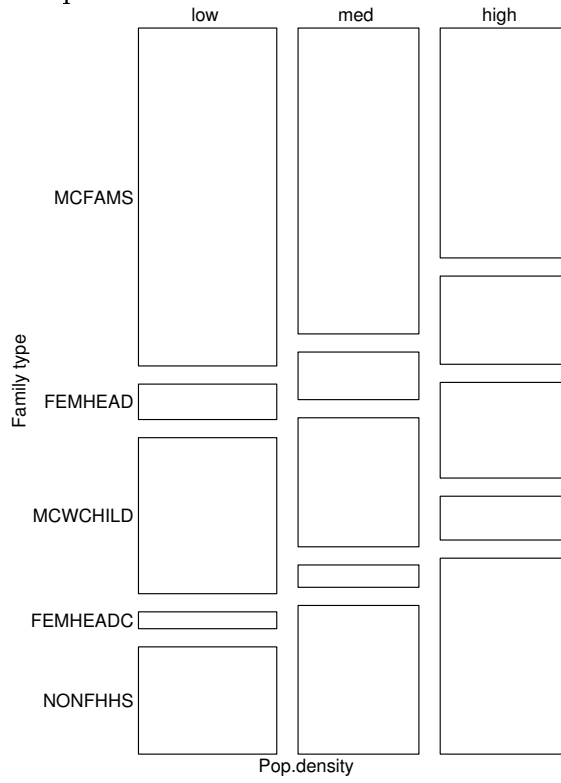 low med high
MCFAMS
Family type
FEMHEAD
MCWCHILD
FEMHEADC
NONFHHS
Pop.density